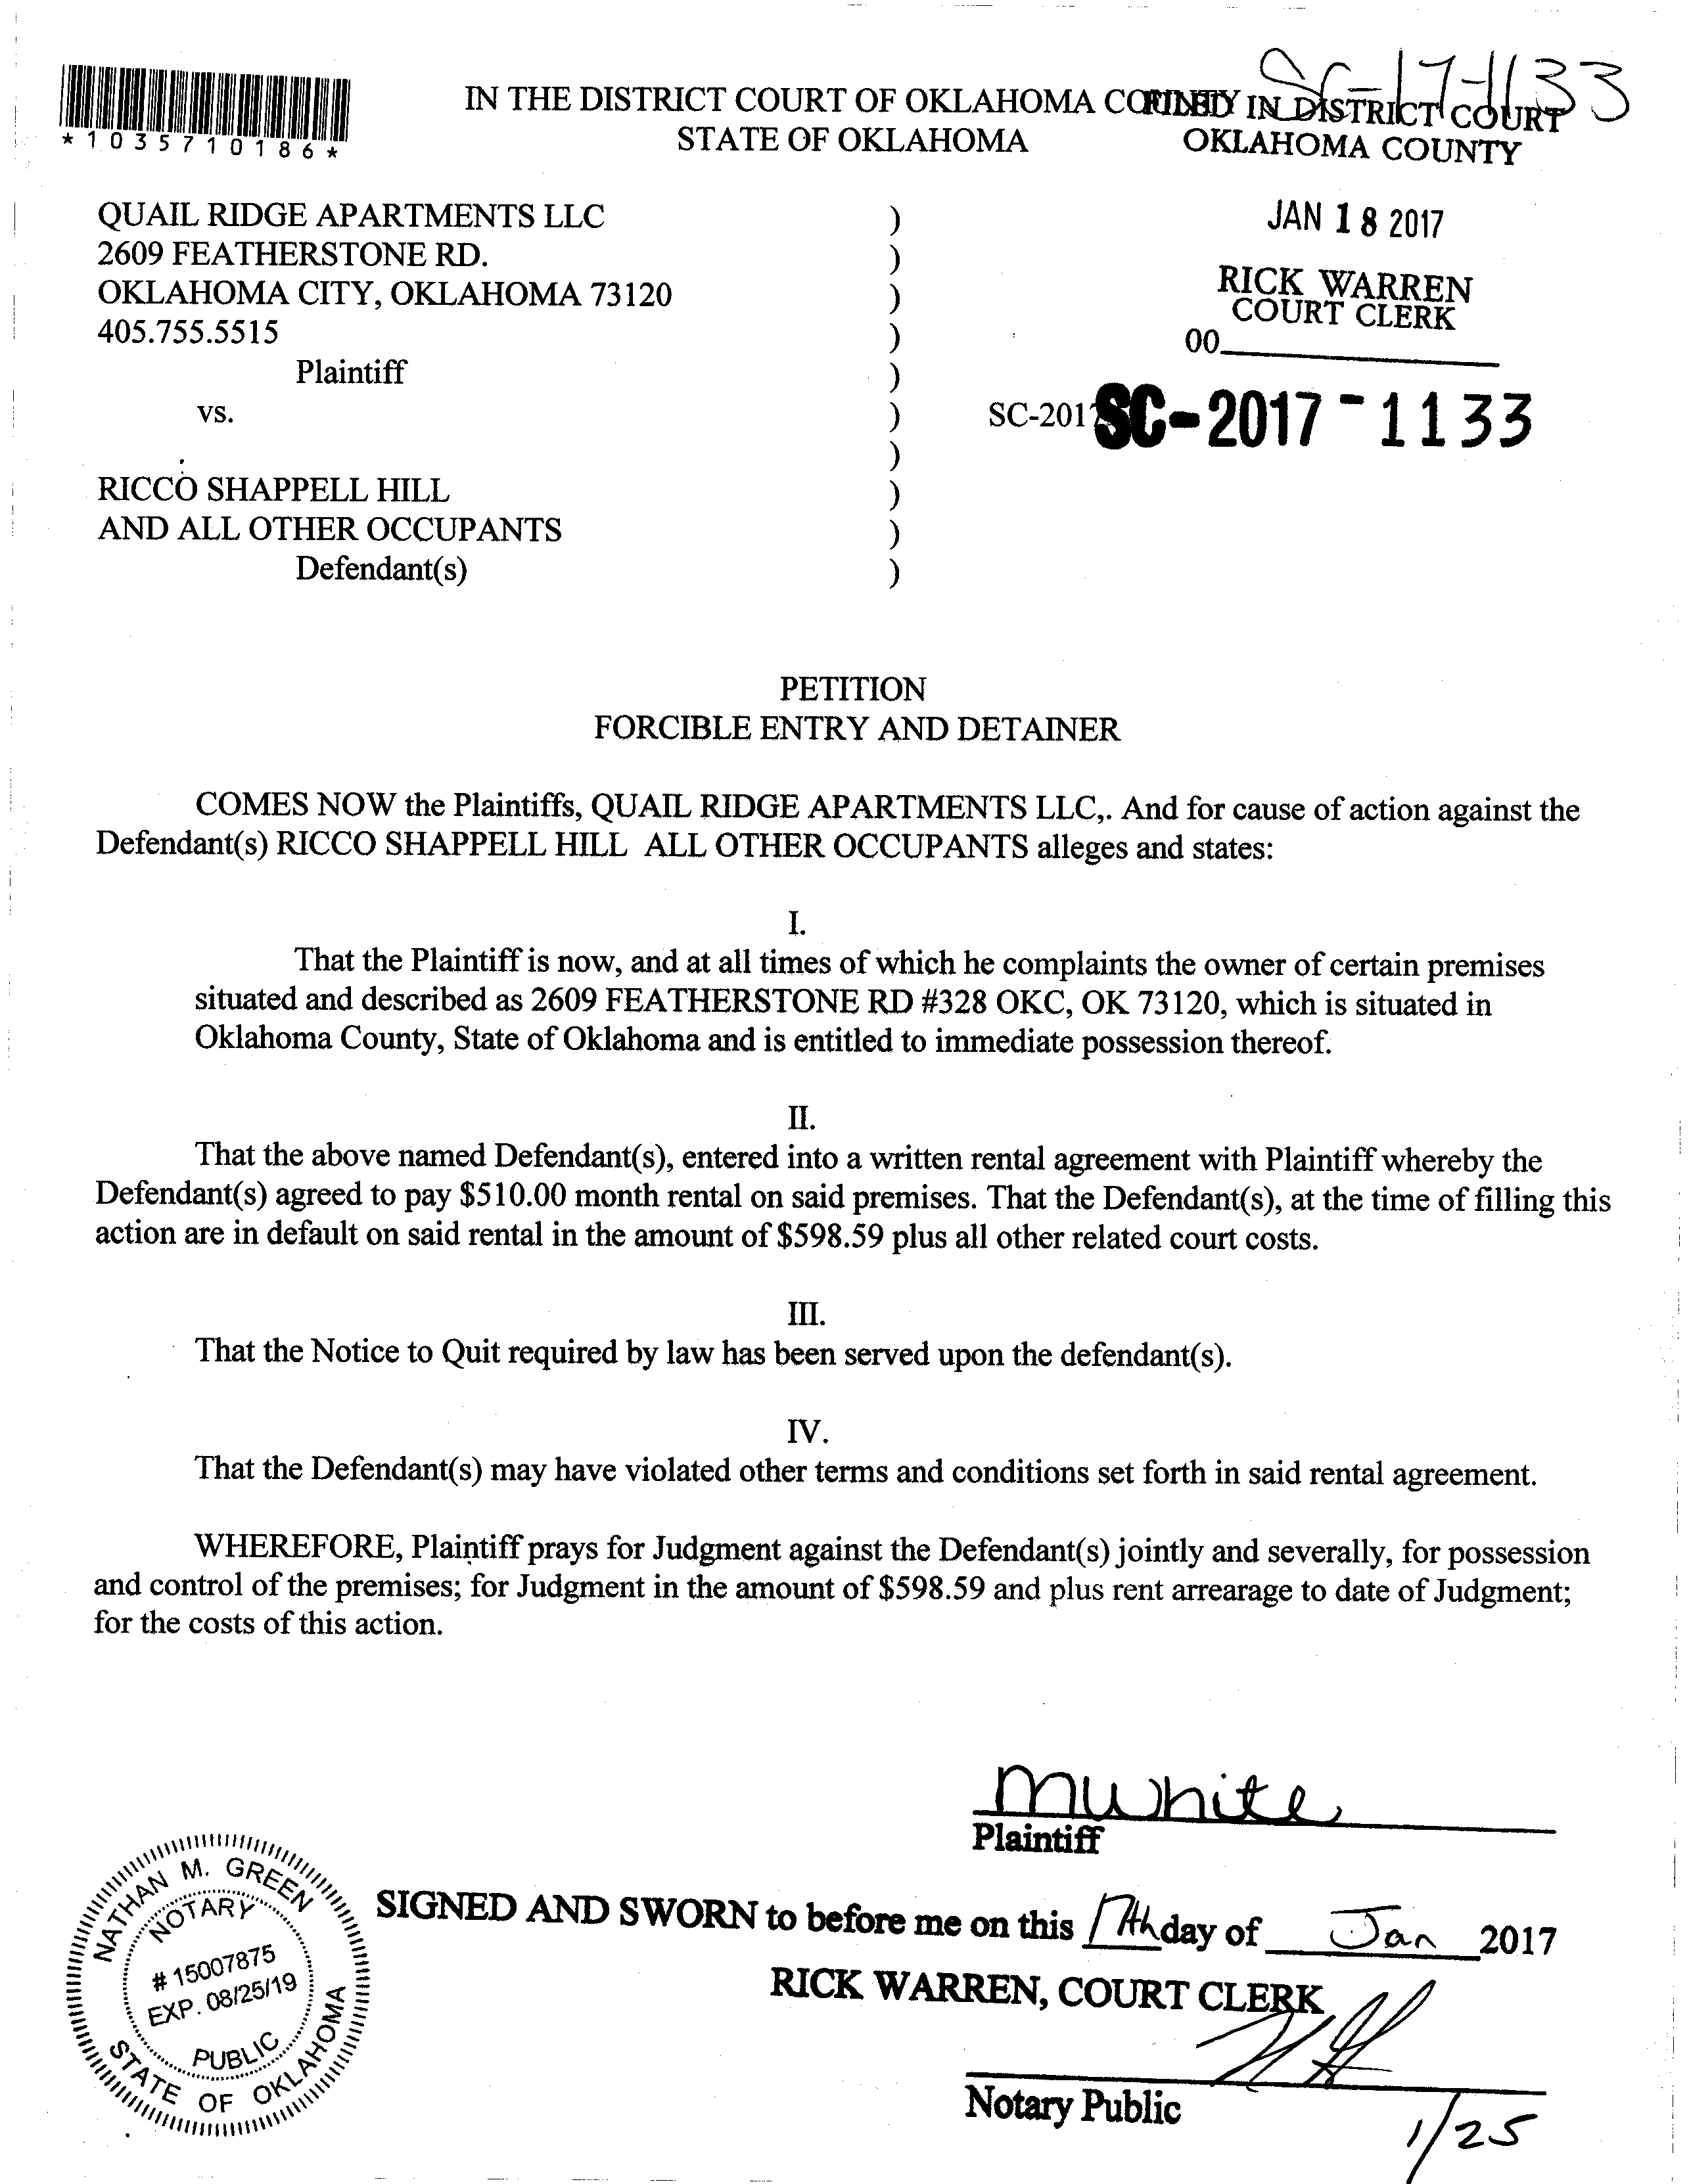 SC-17-1133
*1035710186*
IN THE DISTRICT COURT OF OKLAHOMA COUNTY
STATE OF OKLAHOMA
FILED IN DISTRICT COURT
OKLAHOMA COUNTY
JAN 18 2017
RICK WARREN
COURT CLERK
00
QUAIL RIDGE APARTMENTS LLC )
2609 FEATHERSTONE RD. )
OKLAHOMA CITY, OKLAHOMA 73120 )
405.755.5515 )
Plaintiff )
vs. ) SC-2017 SC-2017-1133
)
RICCO SHAPPELL HILL )
AND ALL OTHER OCCUPANTS )
Defendant(s) )
PETITION
FORCIBLE ENTRY AND DETAINER
COMES NOW the Plaintiffs, QUAIL RIDGE APARTMENTS LLC,. And for cause of action against the
Defendant(s) RICCO SHAPPELL HILL ALL OTHER OCCUPANTS alleges and states:
I.
That the Plaintiff is now, and at all times of which he complaints the owner of certain premises
situated and described as 2609 FEATHERSTONE RD #328 OKC, OK 73120, which is situated in
Oklahoma County, State of Oklahoma and is entitled to immediate possession thereof.
II.
That the above named Defendant(s), entered into a written rental agreement with Plaintiff whereby the
Defendant(s) agreed to pay $510.00 month rental on said premises. That the Defendant(s), at the time of filling this
action are in default on said rental in the amount of $598.59 plus all other related court costs.
III.
That the Notice to Quit required by law has been served upon the defendant(s).
IV.
That the Defendant(s) may have violated other terms and conditions set forth in said rental agreement.
WHEREFORE, Plaintiff prays for Judgment against the Defendant(s) jointly and severally, for possession
and control of the premises; for Judgment in the amount of $598.59 and plus rent arrearage to date of Judgment;
for the costs of this action.
MWhite
Plaintiff
NATHAN M. GREEN
NOTARY
# 15007875
EXP. 08/25/19
PUBLIC
STATE OF OKLAHOMA
SIGNED AND SWORN to before me on this 17th day of Jan 2017
RICK WARREN, COURT CLERK
Notary Public
1/25